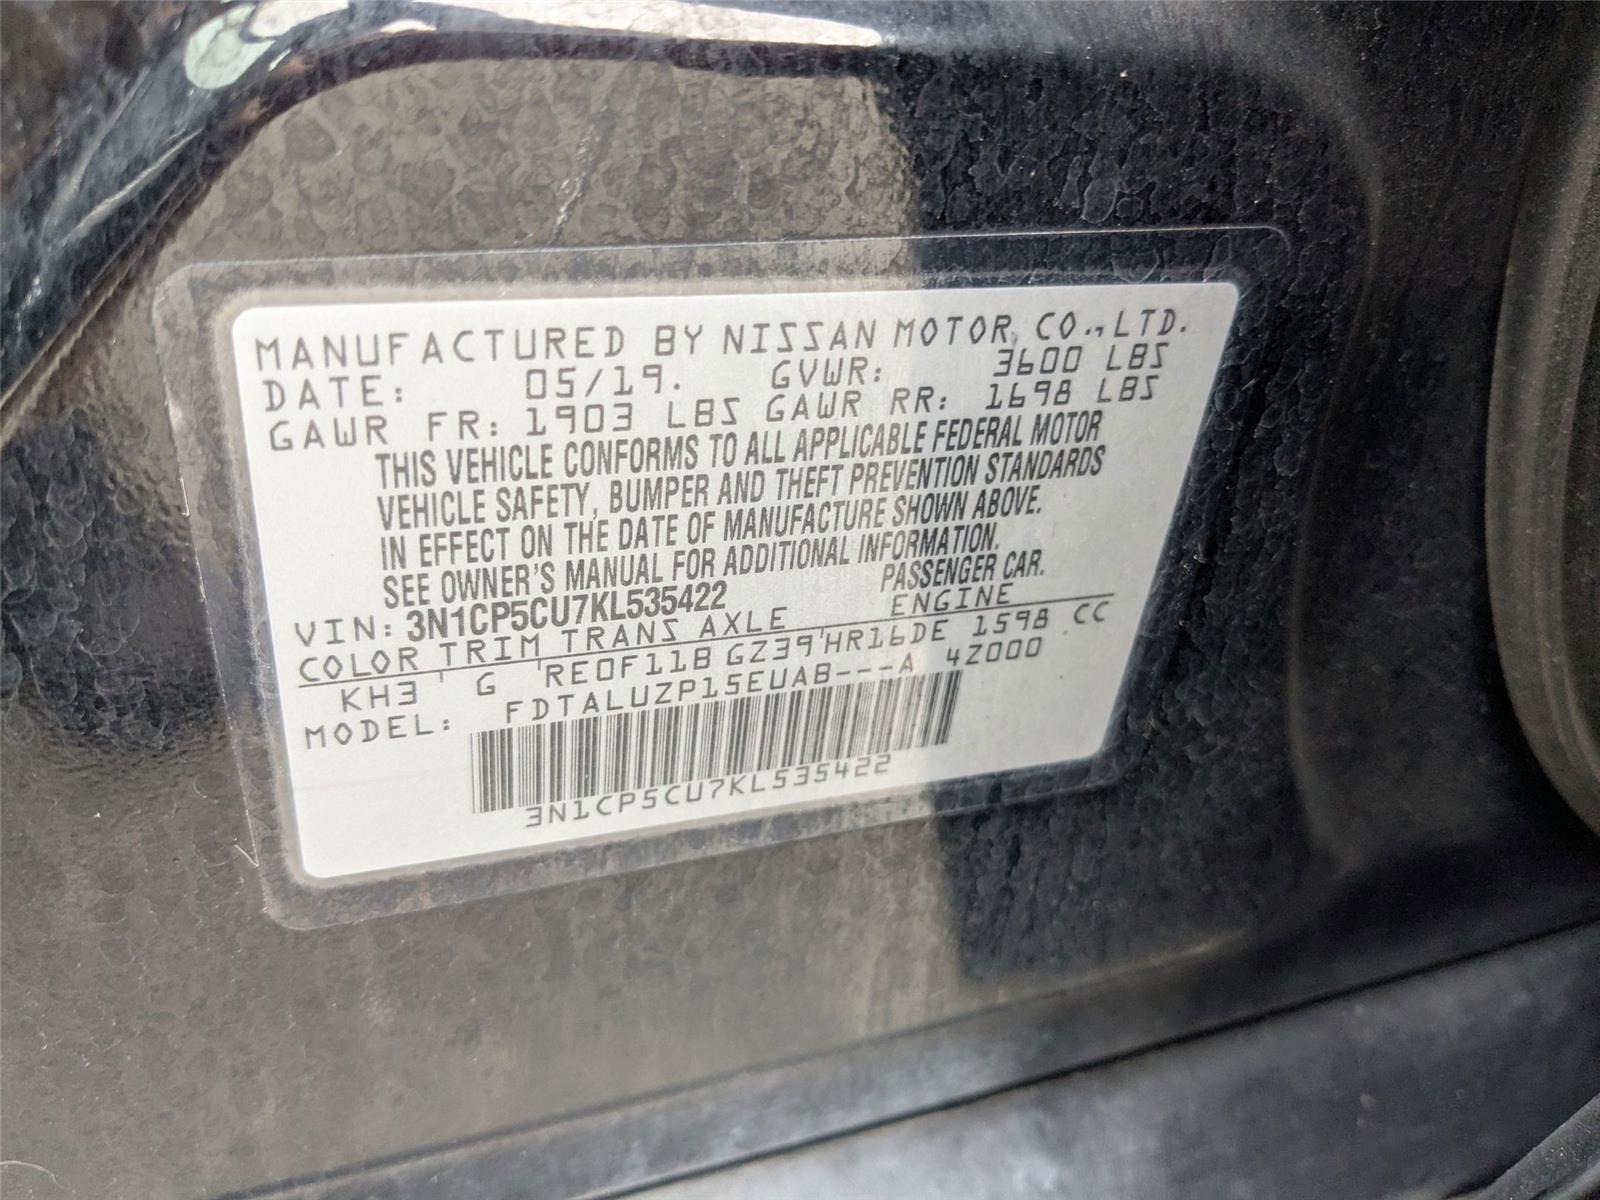 MANUFACTURED BY NISSAN MOTOR CO.,LTD.
DATE: 05/19. GVWR: 3600 LBS
GAWR FR: 1903 LBS GAWR RR: 1698 LBS
THIS VEHICLE CONFORMS TO ALL APPLICABLE FEDERAL MOTOR
VEHICLE SAFETY, BUMPER AND THEFT PREVENTION STANDARDS
IN EFFECT ON THE DATE OF MANUFACTURE SHOWN ABOVE.
SEE OWNER'S MANUAL FOR ADDITIONAL INFORMATION.
VIN: 3N1CP5CU7KL535422 PASSENGER CAR.
COLOR TRIM TRANS AXLE ENGINE
KH3 ' G ' RE0F11B GZ39 ' HR16DE 1598 CC
MODEL: FDTALUZP15EUAB---A 4Z000
3N1CP5CU7KL535422